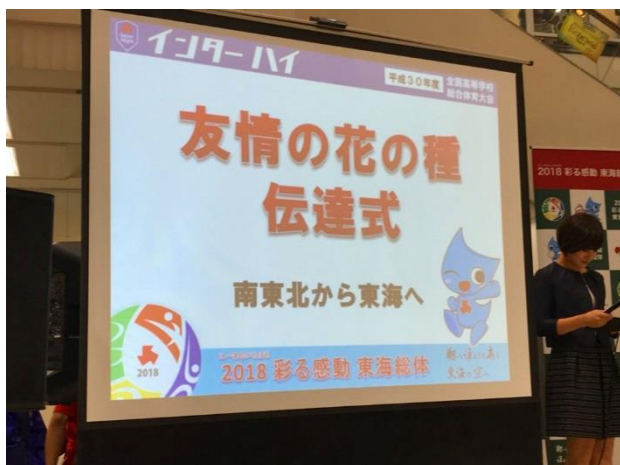 インターハイ
平成30年度
全国高等学校
総合体育大会
友情の花の種
伝達式
南東北から東海へ
2018
2018 彩る感動 東海総体
2018 彩る感動 東海総